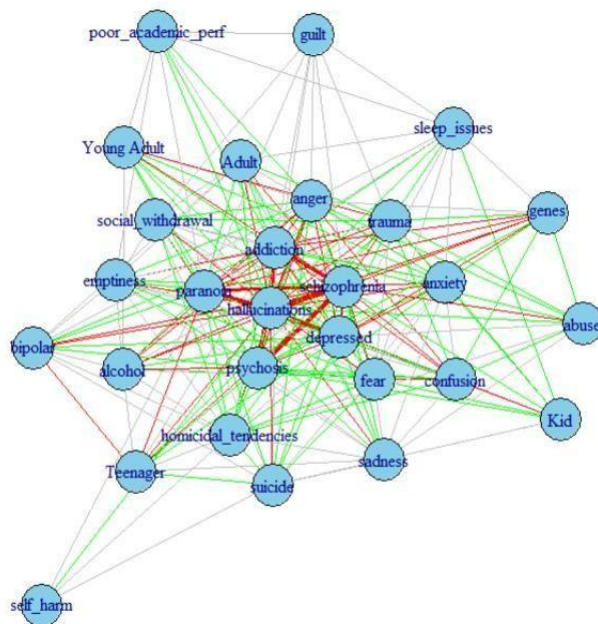 poor_academic_perf
guilt
sleep_issues
Young Adult
Adult
anger
genes
social_withdrawal
trauma
addiction
emptiness
paranoid
schizophrenia
anxiety
hallucinations
abuse
bipolar
depressed
alcohol
psychosis
fear
confusion
Kid
homicidal_tendencies
Teenager
sadness
suicide
self_harm